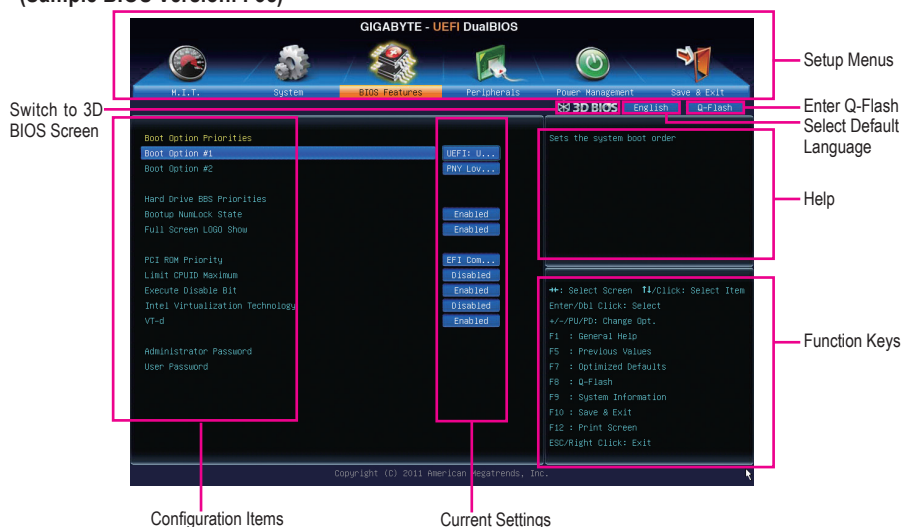 GIGABYTE - UEFI DualBIOS
Setup Menus
M.I.T.
System
BIOS Features
Peripherals
Power Management
Save & Exit
Switch to 3D
BIOS Screen
3D BIOS
English
Q-Flash
Enter Q-Flash
Select Default
Language
Boot Option Priorities
Boot Option #1 UEFI: U...
Boot Option #2 PNY Lov...
Hard Drive BBS Priorities
Bootup NumLock State Enabled
Full Screen LOGO Show Enabled
PCI ROM Priority EFI Com...
Limit CPUID Maximum Disabled
Execute Disable Bit Enabled
Intel Virtualization Technology Disabled
VT-d Enabled
Administrator Password
User Password
Sets the system boot order
Help
↔: Select Screen ↑↓/Click: Select Item
Enter/Dbl Click: Select
+/-/PU/PD: Change Opt.
F1 : General Help
F5 : Previous Values
F7 : Optimized Defaults
F8 : Q-Flash
F9 : System Information
F10 : Save & Exit
F12 : Print Screen
ESC/Right Click: Exit
Function Keys
Copyright (C) 2011 American Megatrends, Inc.
Configuration Items
Current Settings